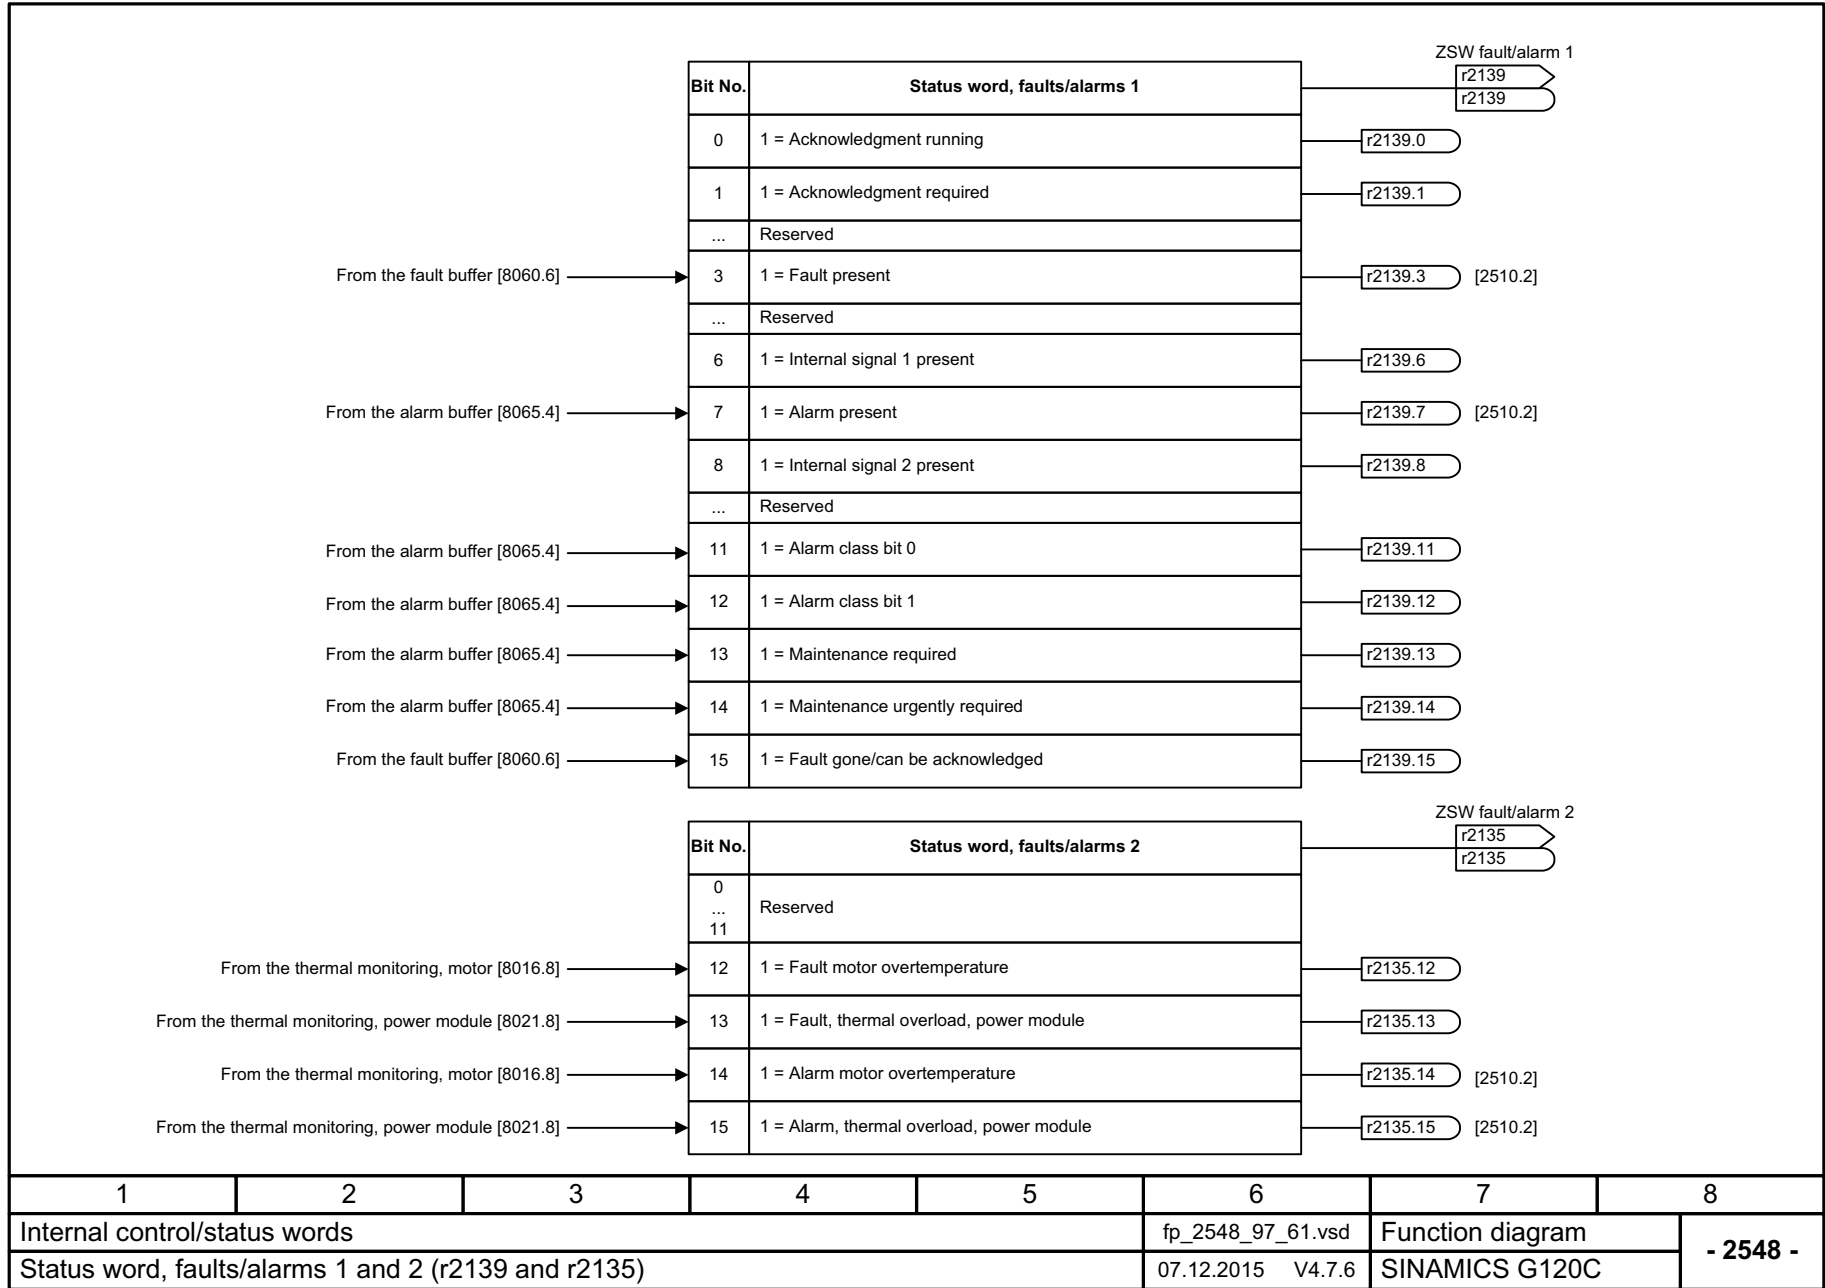 ZSW fault/alarm 1
Bit No. Status word, faults/alarms 1 r2139
r2139
0 1 = Acknowledgment running r2139.0
1 1 = Acknowledgment required r2139.1
... Reserved
From the fault buffer [8060.6] 3 1 = Fault present r2139.3 [2510.2]
... Reserved
6 1 = Internal signal 1 present r2139.6
From the alarm buffer [8065.4] 7 1 = Alarm present r2139.7 [2510.2]
8 1 = Internal signal 2 present r2139.8
... Reserved
From the alarm buffer [8065.4] 11 1 = Alarm class bit 0 r2139.11
From the alarm buffer [8065.4] 12 1 = Alarm class bit 1 r2139.12
From the alarm buffer [8065.4] 13 1 = Maintenance required r2139.13
From the alarm buffer [8065.4] 14 1 = Maintenance urgently required r2139.14
From the fault buffer [8060.6] 15 1 = Fault gone/can be acknowledged r2139.15
ZSW fault/alarm 2
Bit No. Status word, faults/alarms 2 r2135
r2135
0
... Reserved
11
From the thermal monitoring, motor [8016.8] 12 1 = Fault motor overtemperature r2135.12
From the thermal monitoring, power module [8021.8] 13 1 = Fault, thermal overload, power module r2135.13
From the thermal monitoring, motor [8016.8] 14 1 = Alarm motor overtemperature r2135.14 [2510.2]
From the thermal monitoring, power module [8021.8] 15 1 = Alarm, thermal overload, power module r2135.15 [2510.2]
1 2 3 4 5 6 7 8
Internal control/status words fp_2548_97_61.vsd Function diagram - 2548 -
Status word, faults/alarms 1 and 2 (r2139 and r2135) 07.12.2015 V4.7.6 SINAMICS G120C